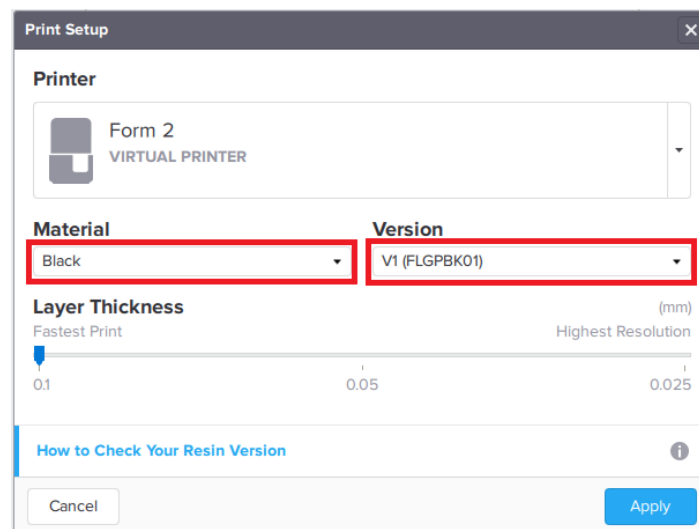 Print Setup
Printer
Form 2
VIRTUAL PRINTER
Material Version
Black V1 (FLGPBK01)
Layer Thickness (mm)
Fastest Print Highest Resolution
0.1 0.05 0.025
How to Check Your Resin Version
Cancel Apply